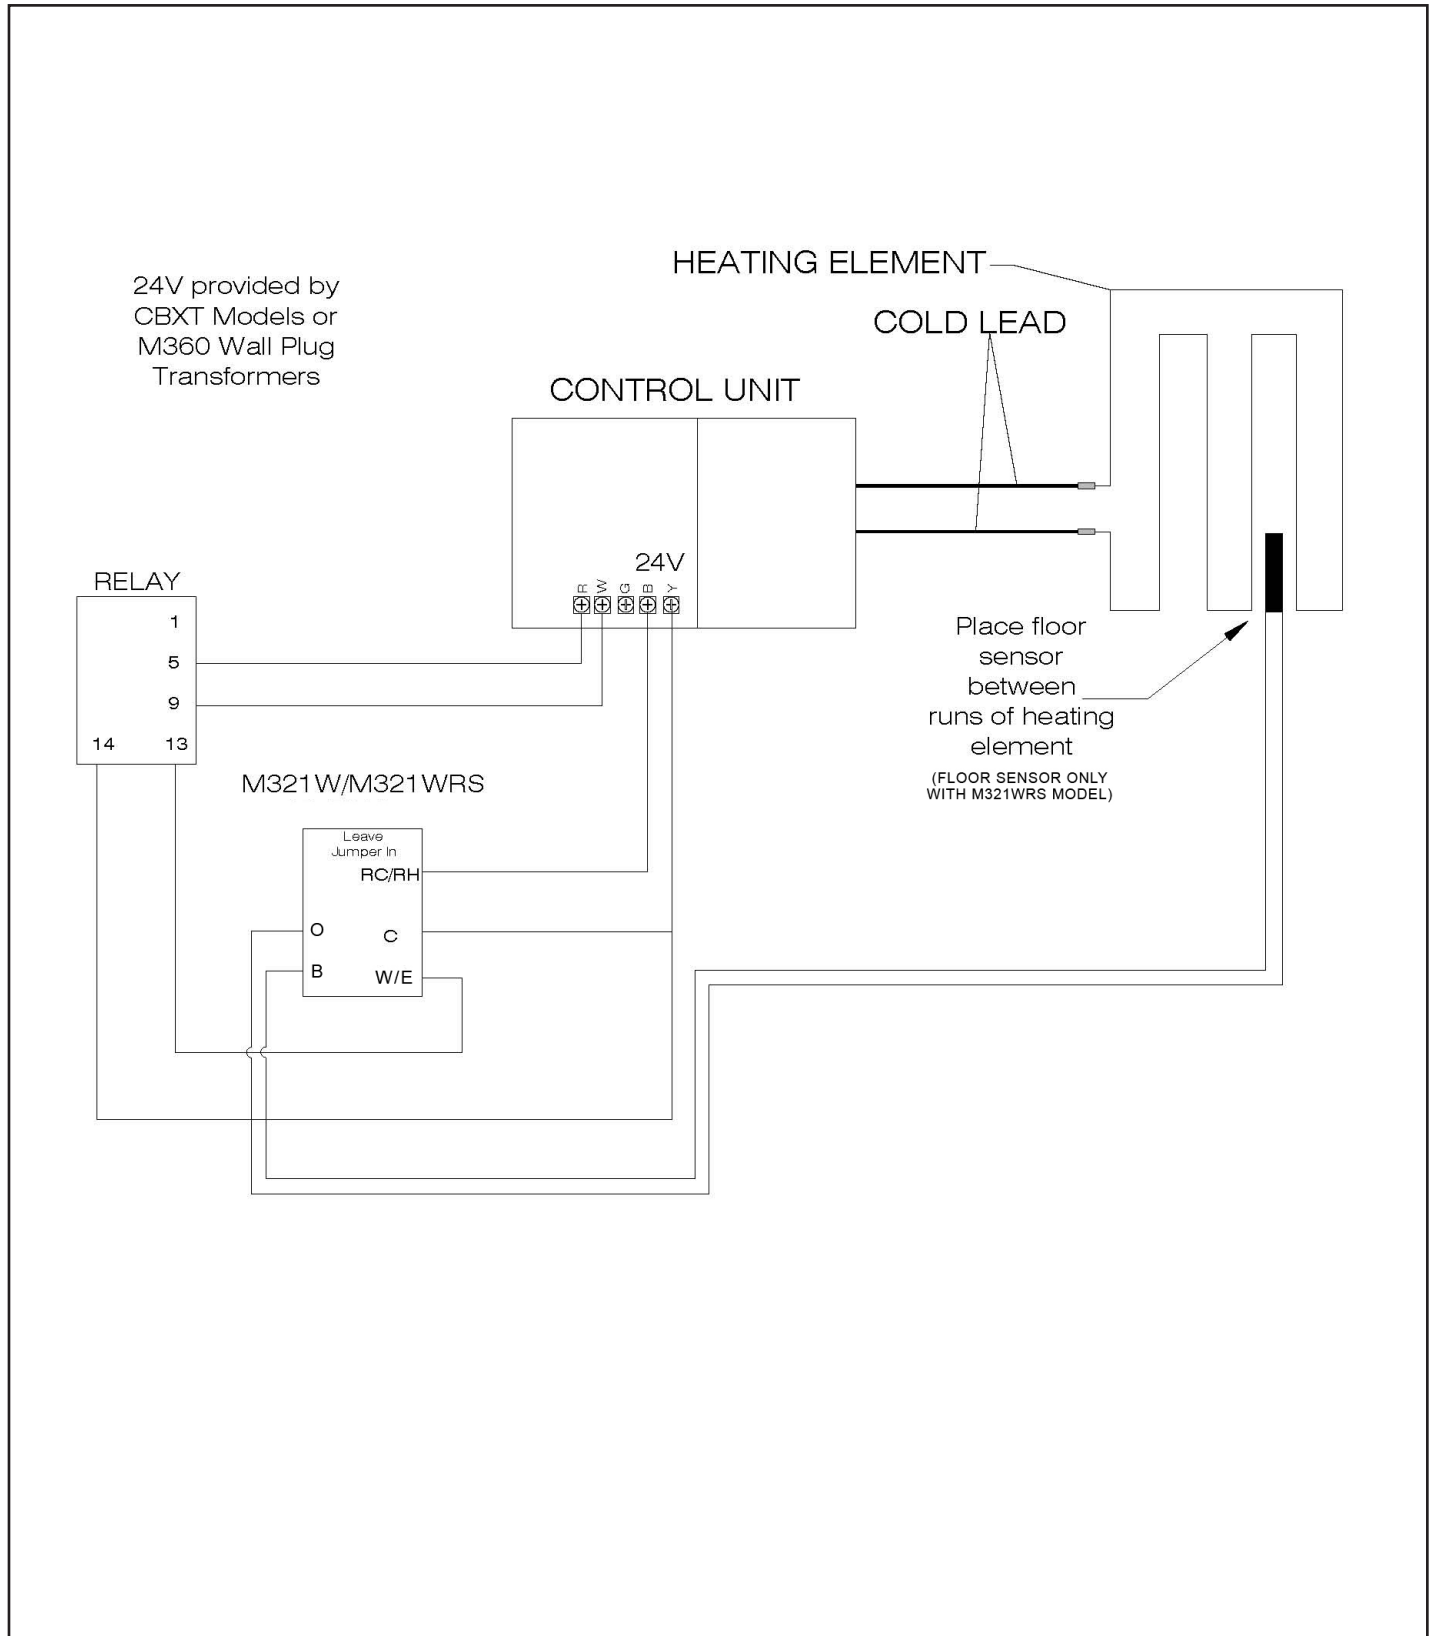 24V provided by
CBXT Models or
M360 Wall Plug
Transformers
HEATING ELEMENT
COLD LEAD
CONTROL UNIT
24V
R W G B Y
RELAY
1
5
9
14 13
M321W/M321WRS
Leave
Jumper In
RC/RH
O C
B W/E
Place floor
sensor
between
runs of heating
element
(FLOOR SENSOR ONLY
WITH M321WRS MODEL)